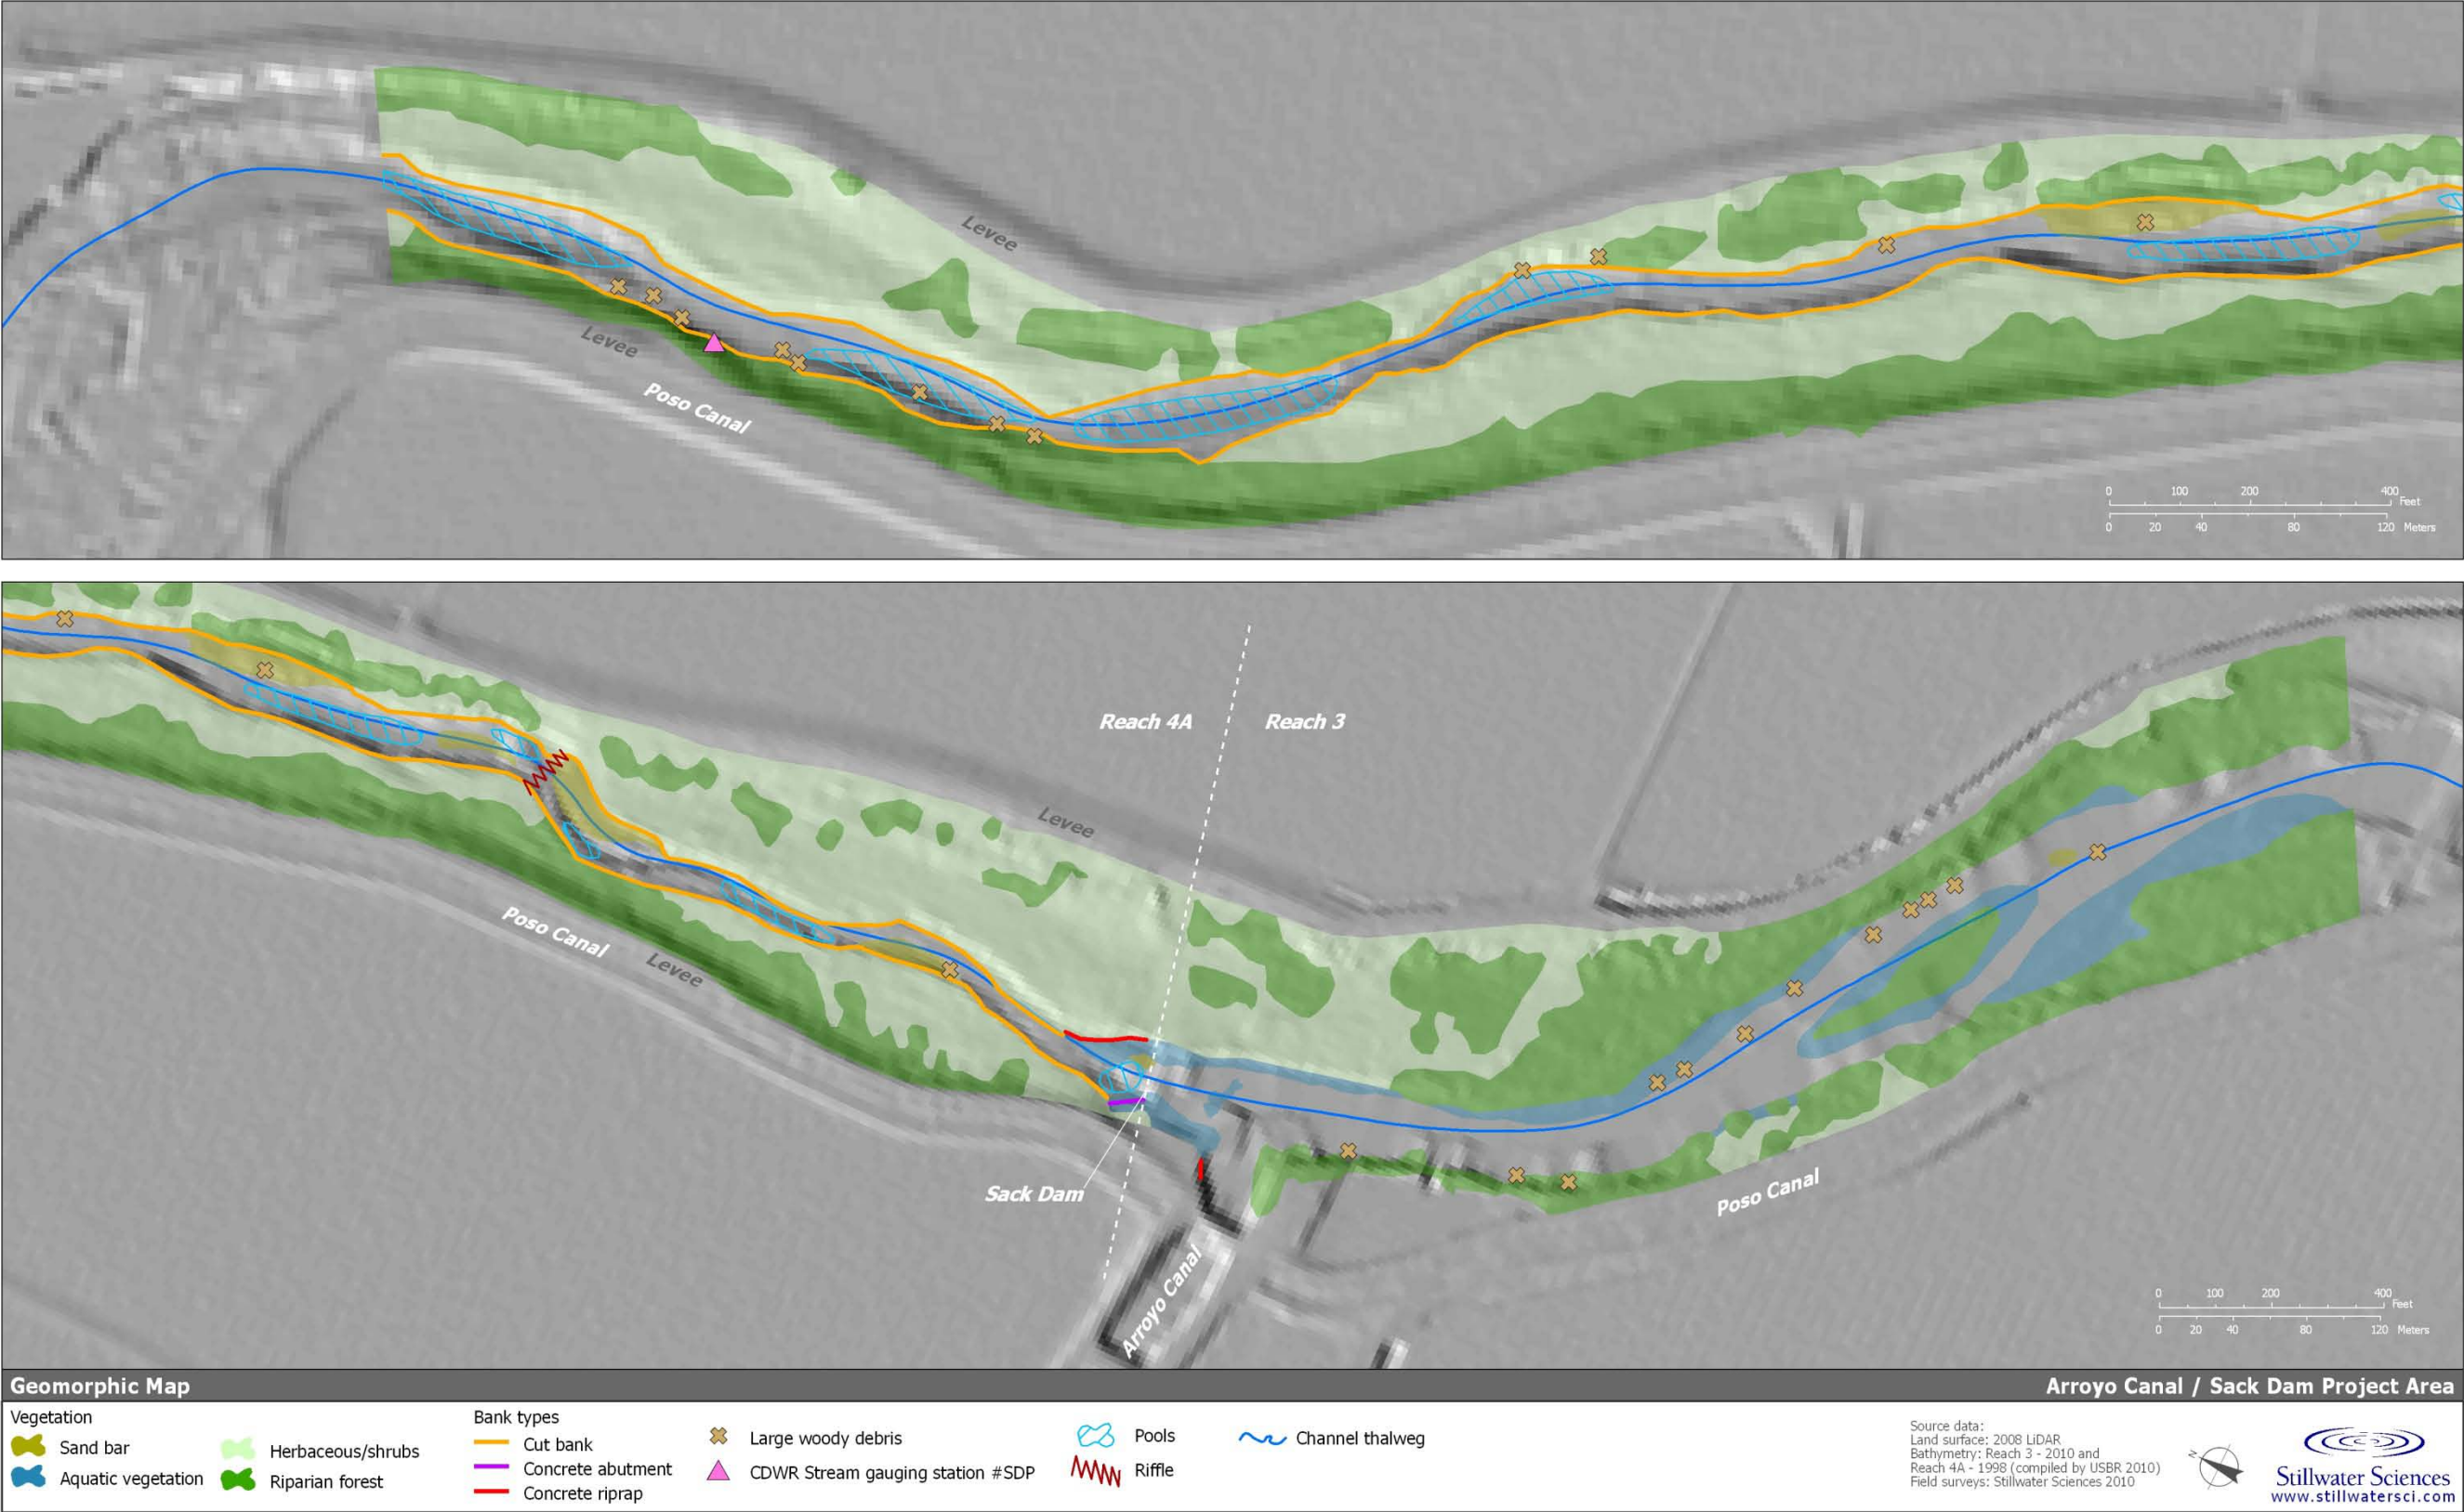 Levee
Levee
Poso Canal
0 100 200 400 Feet
0 20 40 80 120 Meters
Reach 4A
Reach 3
Levee
Poso Canal
Levee
Sack Dam
Poso Canal
Arroyo Canal
0 100 200 400 Feet
0 20 40 80 120 Meters
Geomorphic Map
Arroyo Canal / Sack Dam Project Area
Vegetation
Sand bar
Aquatic vegetation
Herbaceous/shrubs
Riparian forest
Bank types
Cut bank
Concrete abutment
Concrete riprap
Large woody debris
CDWR Stream gauging station #SDP
Pools
Riffle
Channel thalweg
Source data:
Land surface: 2008 LiDAR
Bathymetry: Reach 3 - 2010 and
Reach 4A - 1998 (compiled by USBR 2010)
Field surveys: Stillwater Sciences 2010
N
Stillwater Sciences
www.stillwatersci.com